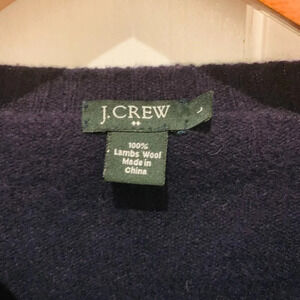 J.CREW
100%
Lambs Wool
Made in
China